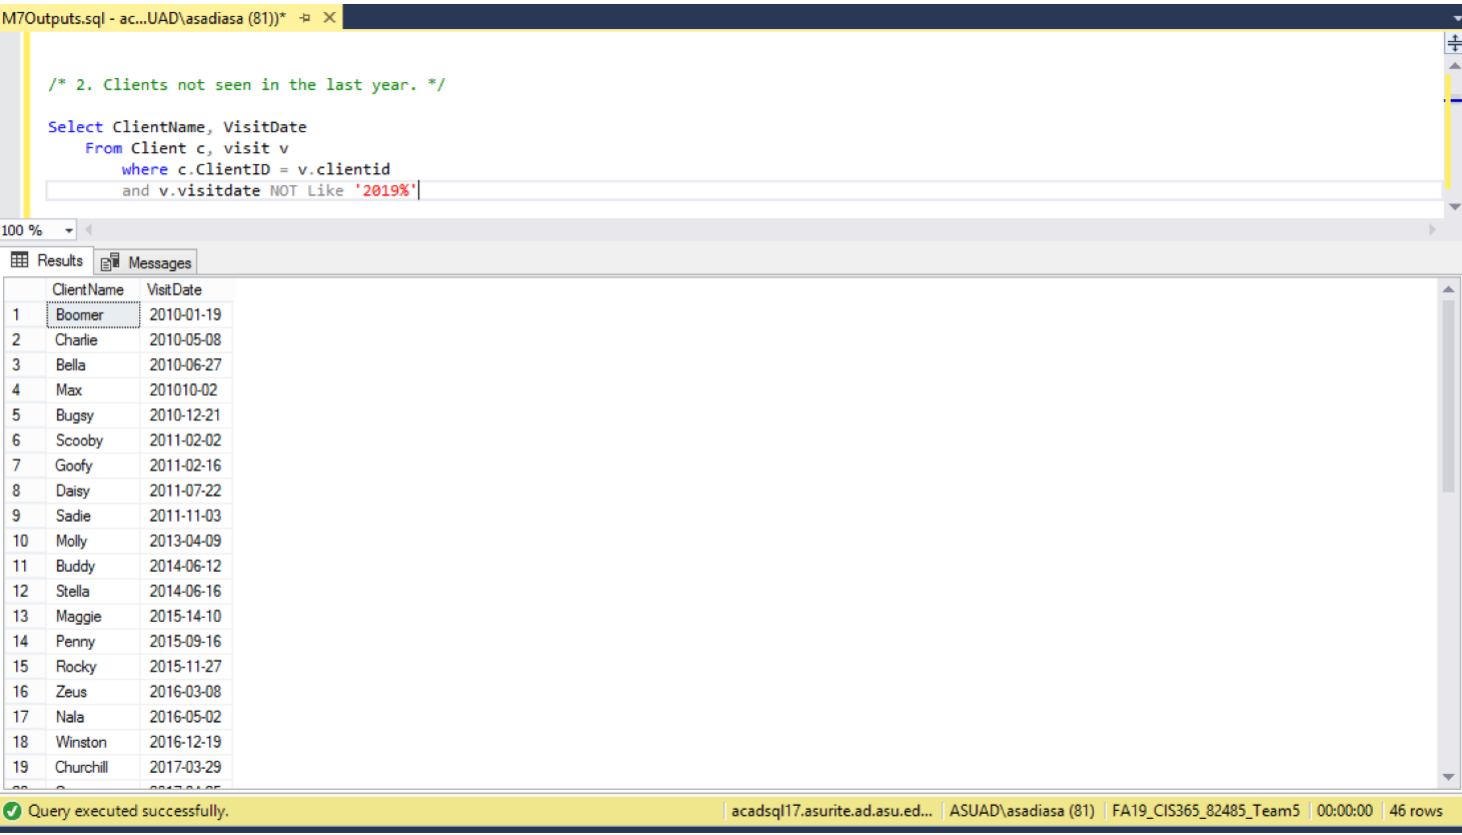 M7Outputs.sql - ac...UAD\asadiasa (81))*
/* 2. Clients not seen in the last year. */
Select ClientName, VisitDate
From Client c, visit v
where c.ClientID = v.clientid
and v.visitdate NOT Like '2019%'
100 %
Results Messages
ClientName VisitDate
1 Boomer 2010-01-19
2 Charlie 2010-05-08
3 Bella 2010-06-27
4 Max 201010-02
5 Bugsy 2010-12-21
6 Scooby 2011-02-02
7 Goofy 2011-02-16
8 Daisy 2011-07-22
9 Sadie 2011-11-03
10 Molly 2013-04-09
11 Buddy 2014-06-12
12 Stella 2014-06-16
13 Maggie 2015-14-10
14 Penny 2015-09-16
15 Rocky 2015-11-27
16 Zeus 2016-03-08
17 Nala 2016-05-02
18 Winston 2016-12-19
19 Churchill 2017-03-29
Query executed successfully. acadsql17.asurite.ad.asu.ed... ASUAD\asadiasa (81) FA19_CIS365_82485_Team5 00:00:00 46 rows